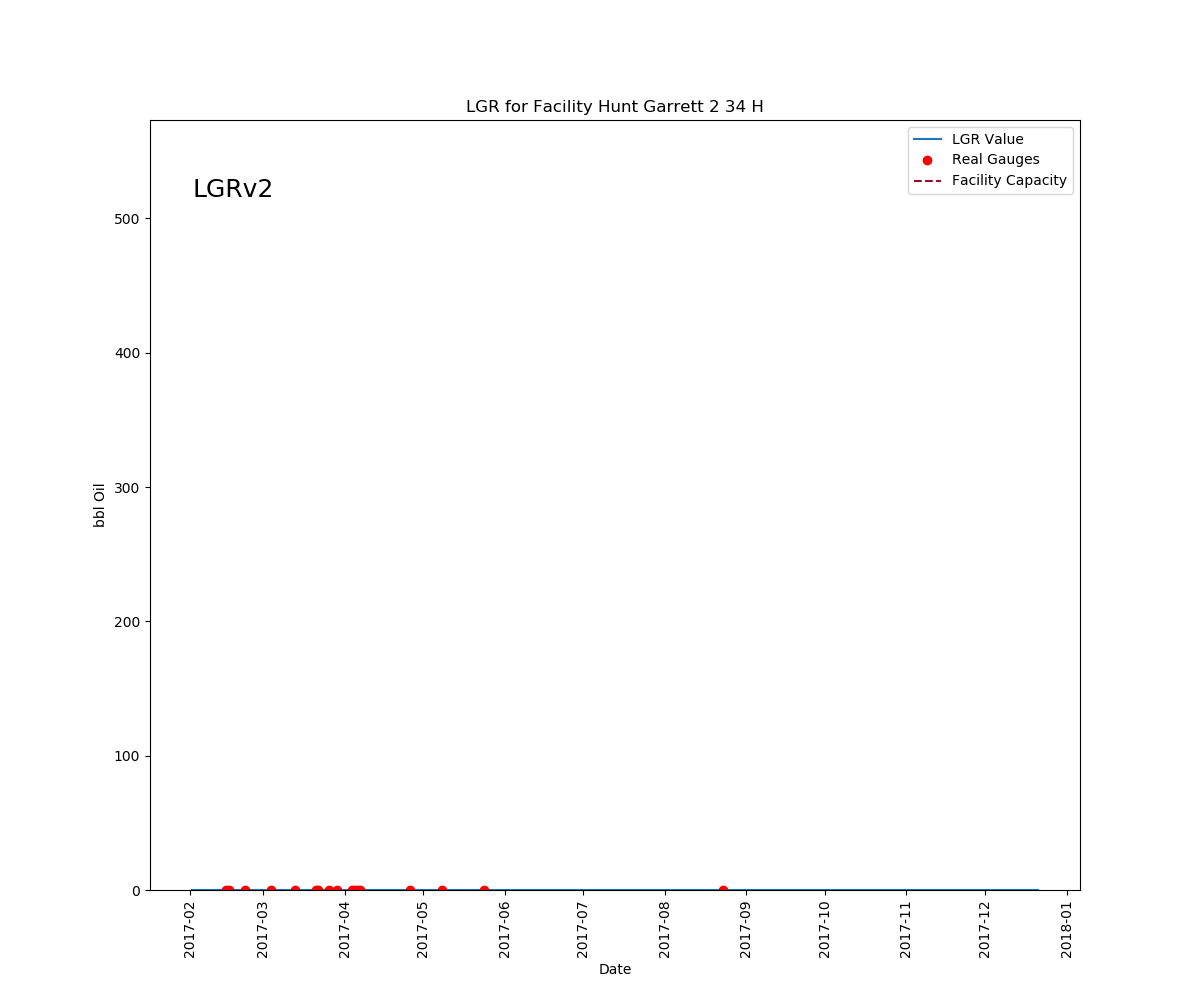 LGR for Facility Hunt Garrett 2 34 H
LGR Value
Real Gauges
Facility Capacity
LGRv2
500
400
300
200
100
0
bbl Oil
2017-02
2017-03
2017-04
2017-05
2017-06
2017-07
2017-08
2017-09
2017-10
2017-11
2017-12
2018-01
Date